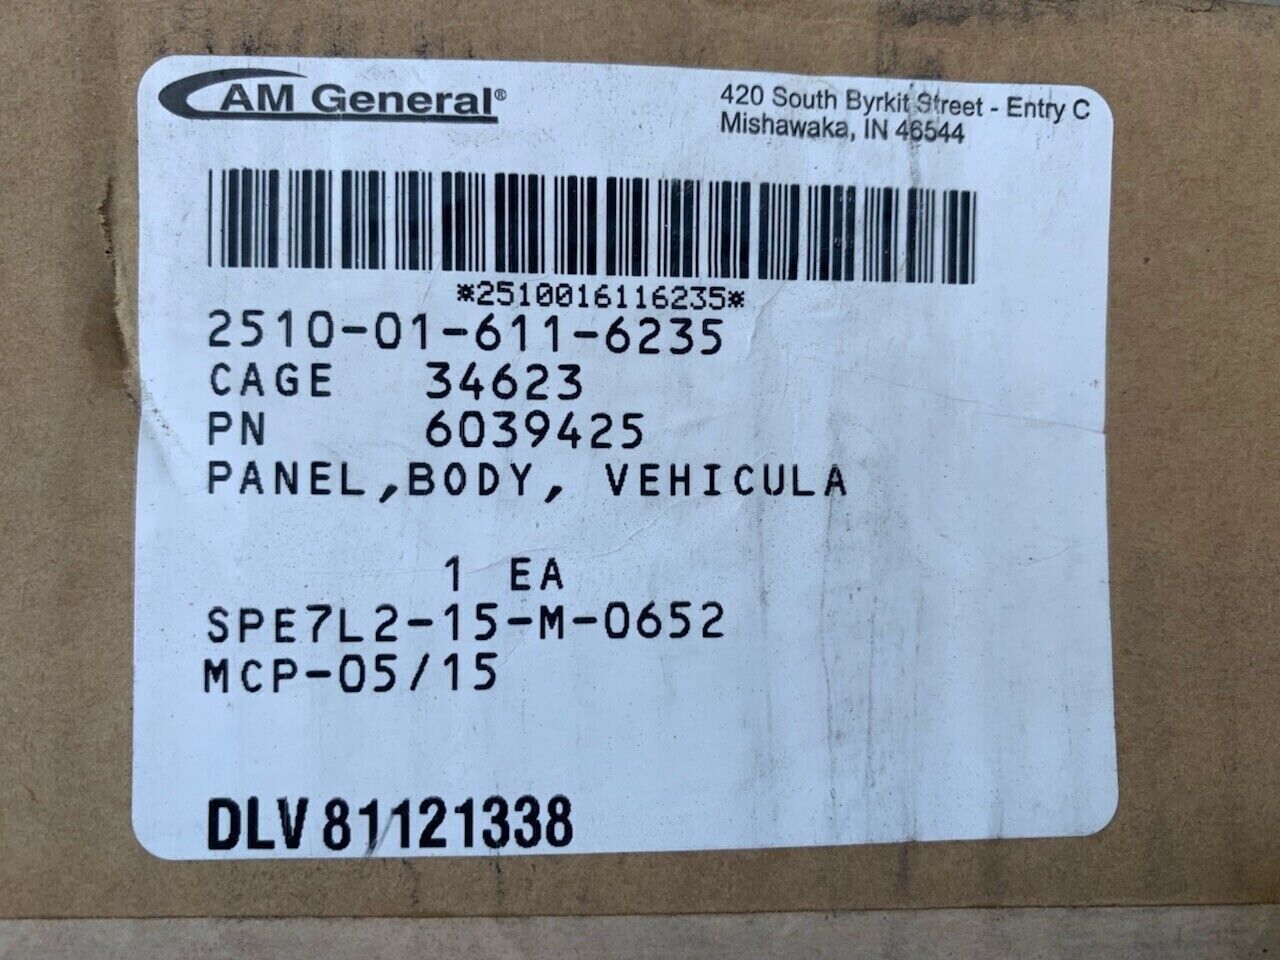 AM General®
420 South Byrkit Street - Entry C
Mishawaka, IN 46544
*2510016116235*
2510-01-611-6235
CAGE 34623
PN 6039425
PANEL,BODY, VEHICULA
1 EA
SPE7L2-15-M-0652
MCP-05/15
DLV 81121338